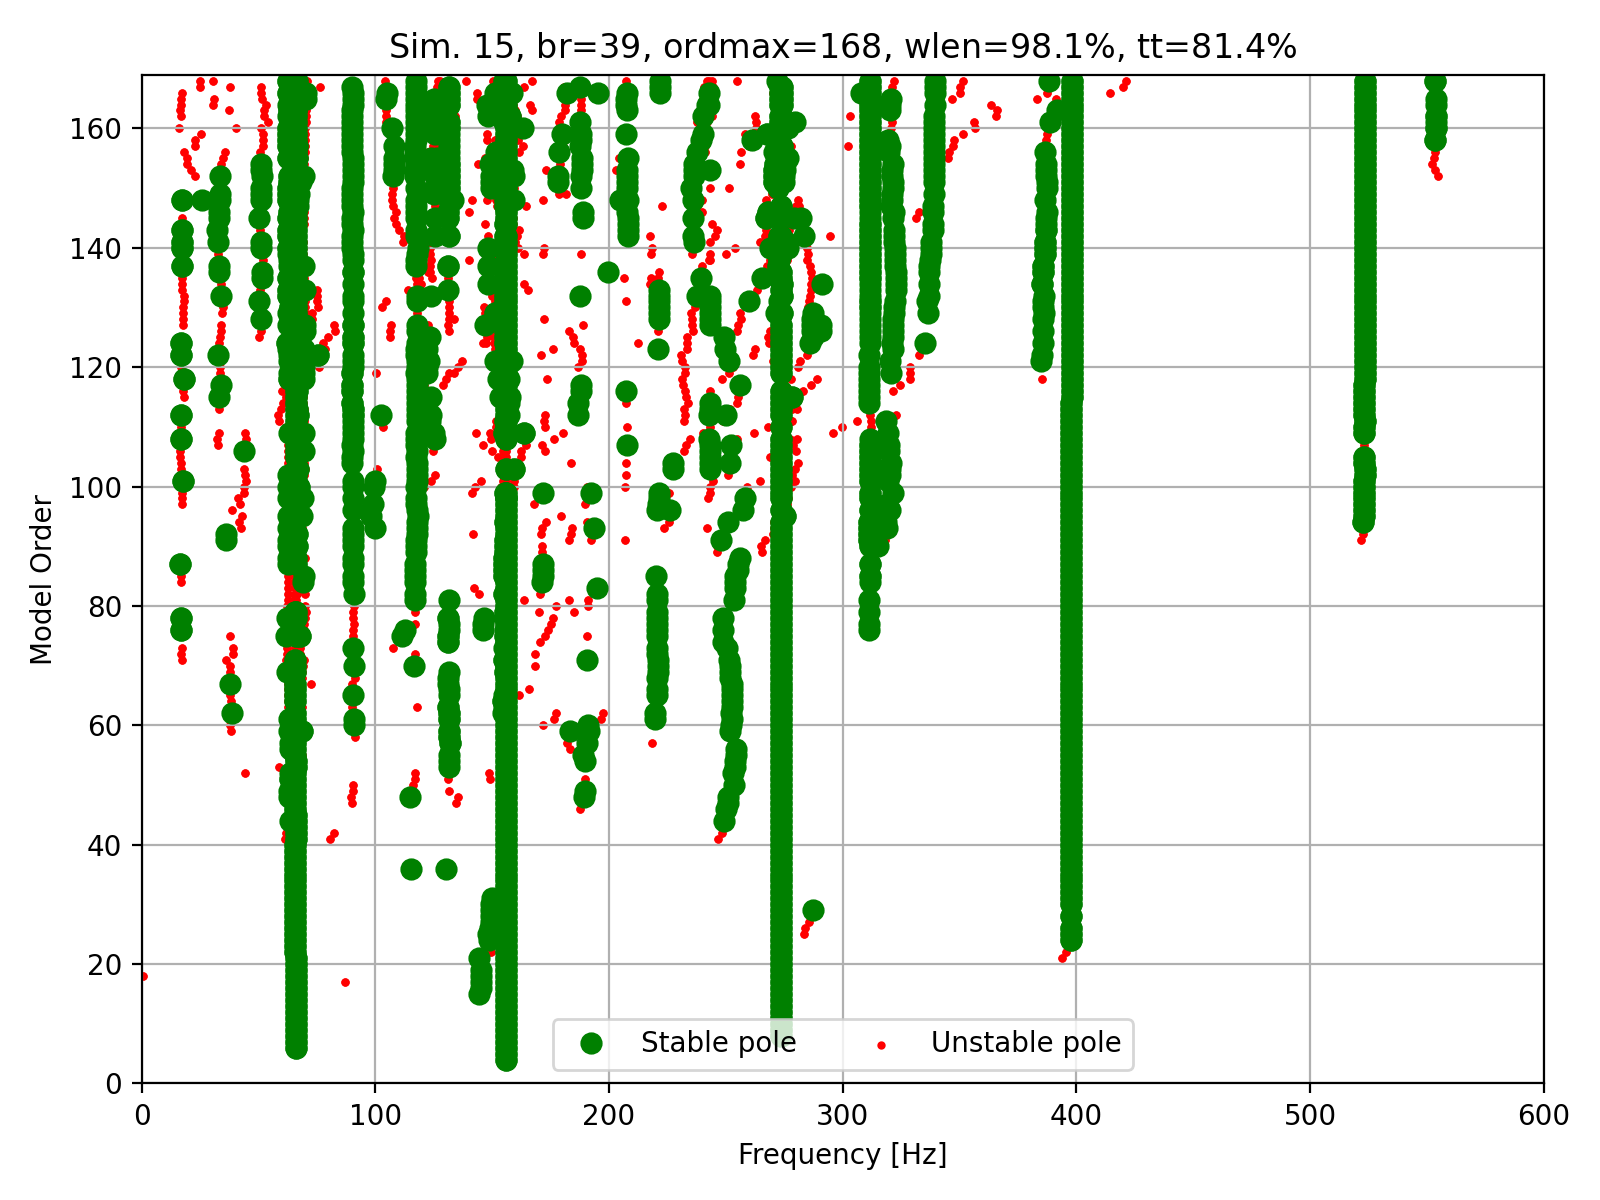 Sim. 15, br=39, ordmax=168, wlen=98.1%, tt=81.4%
Model Order
160
140
120
100
80
60
40
20
0
Stable pole
Unstable pole
0 100 200 300 400 500 600
Frequency [Hz]